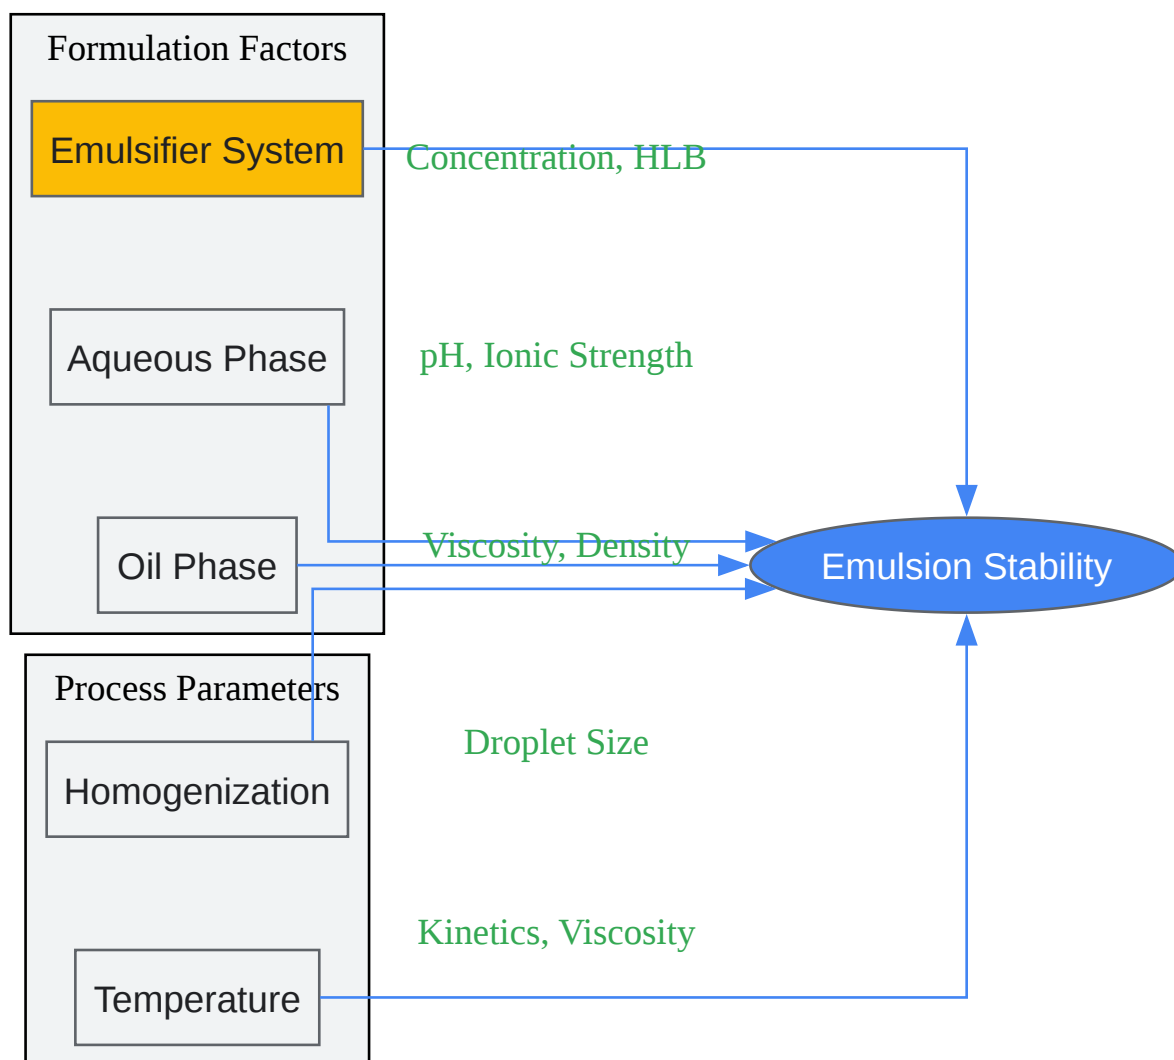 Formulation Factors
Emulsifier System
Concentration, HLB
Aqueous Phase
pH, Ionic Strength
Oil Phase
Viscosity, Density
Emulsion Stability
Process Parameters
Homogenization
Droplet Size
Temperature
Kinetics, Viscosity